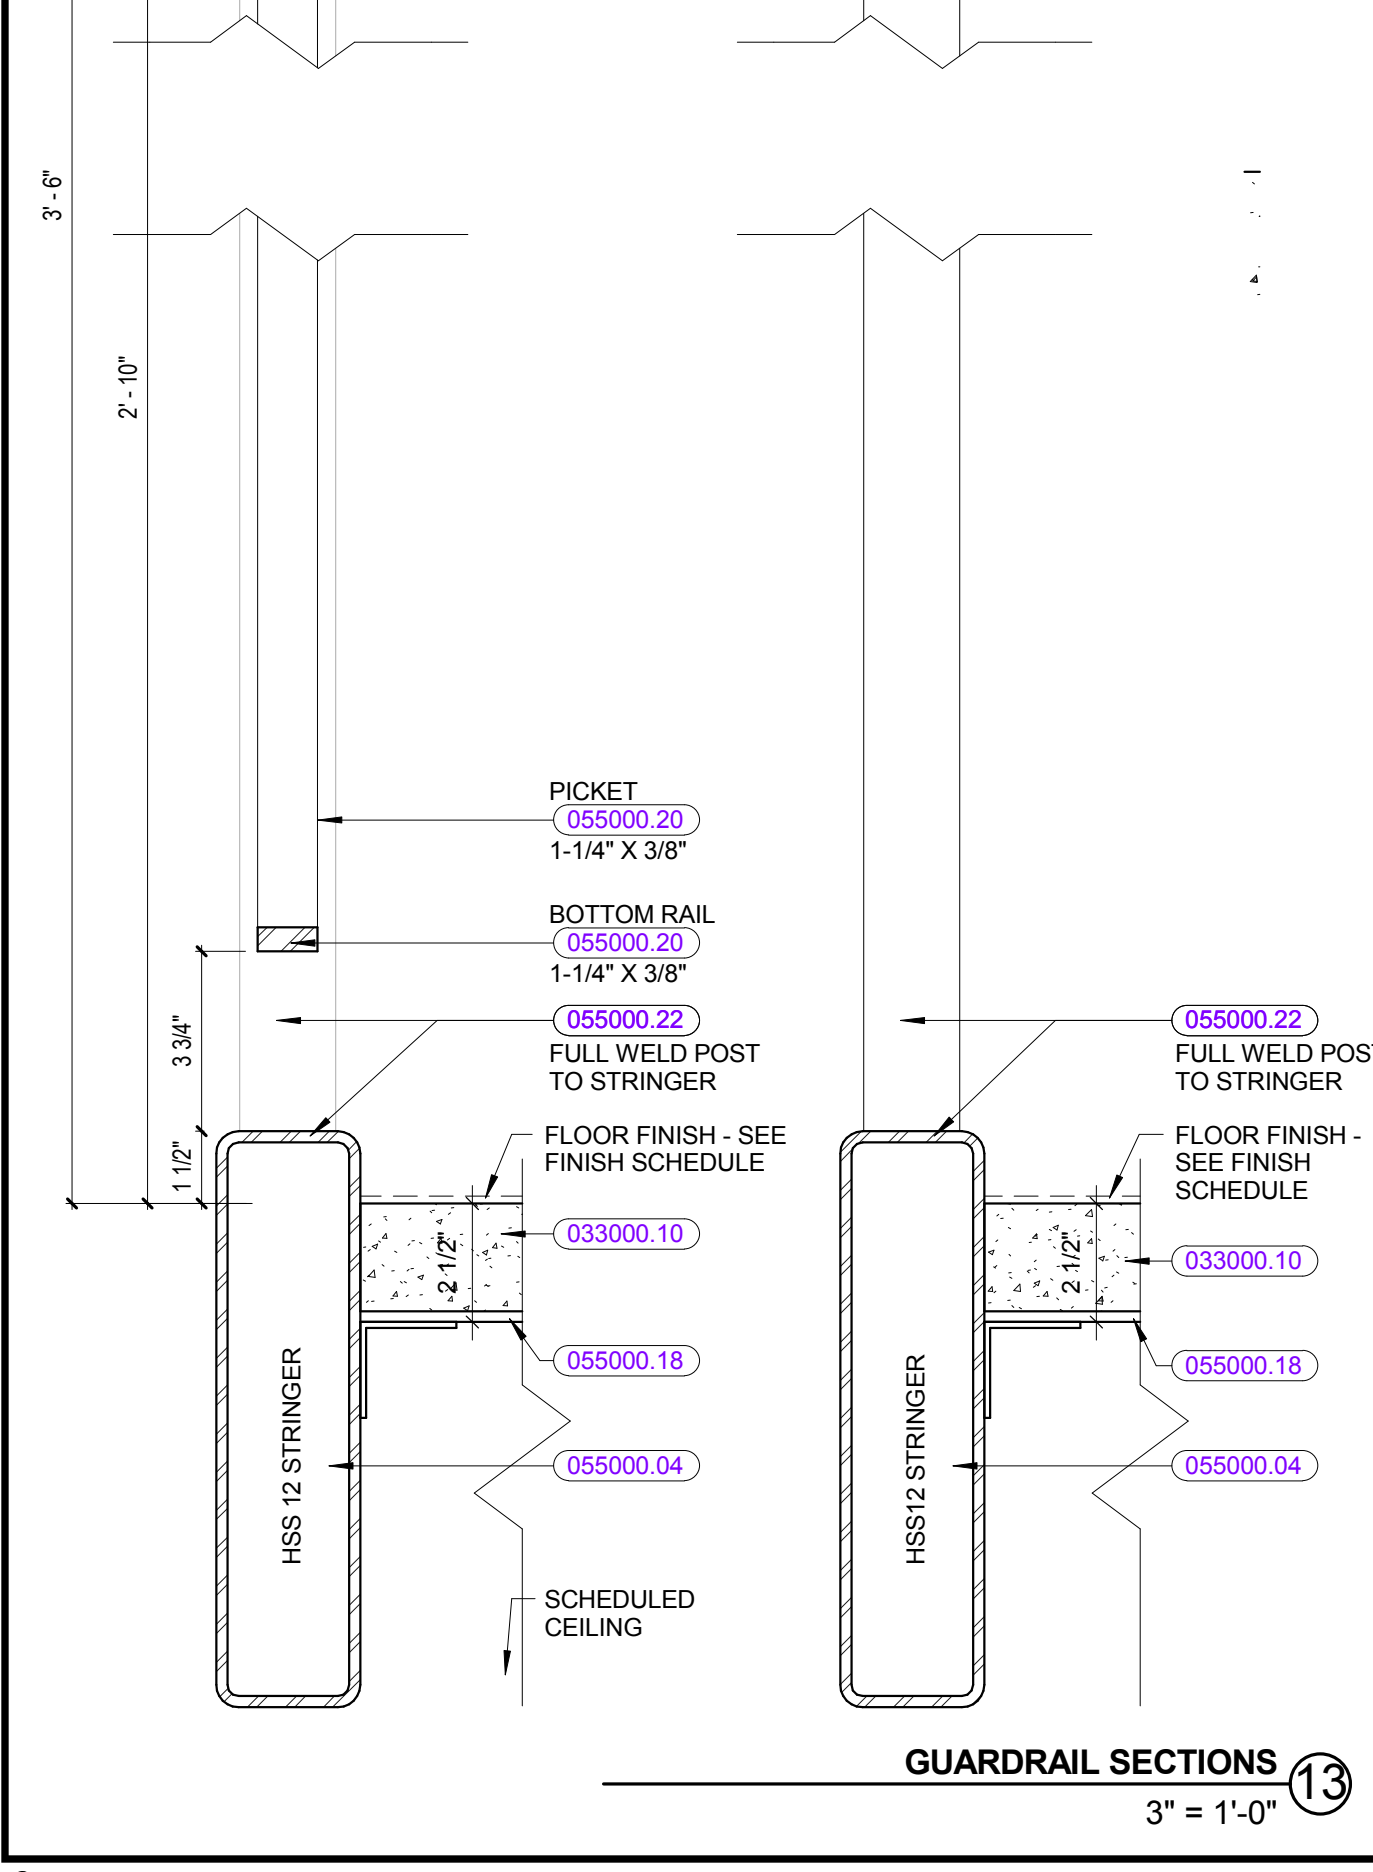 3' - 6"
2' - 10"
PICKET
055000.20
1-1/4" X 3/8"
BOTTOM RAIL
055000.20
1-1/4" X 3/8"
3 3/4"
055000.22
FULL WELD POST
TO STRINGER
055000.22
FULL WELD POST
TO STRINGER
1 1/2"
FLOOR FINISH - SEE
FINISH SCHEDULE
FLOOR FINISH -
SEE FINISH
SCHEDULE
2 1/2"
033000.10
2 1/2"
033000.10
055000.18
055000.18
HSS 12 STRINGER
055000.04
HSS12 STRINGER
055000.04
SCHEDULED
CEILING
GUARDRAIL SECTIONS
13
3" = 1'-0"